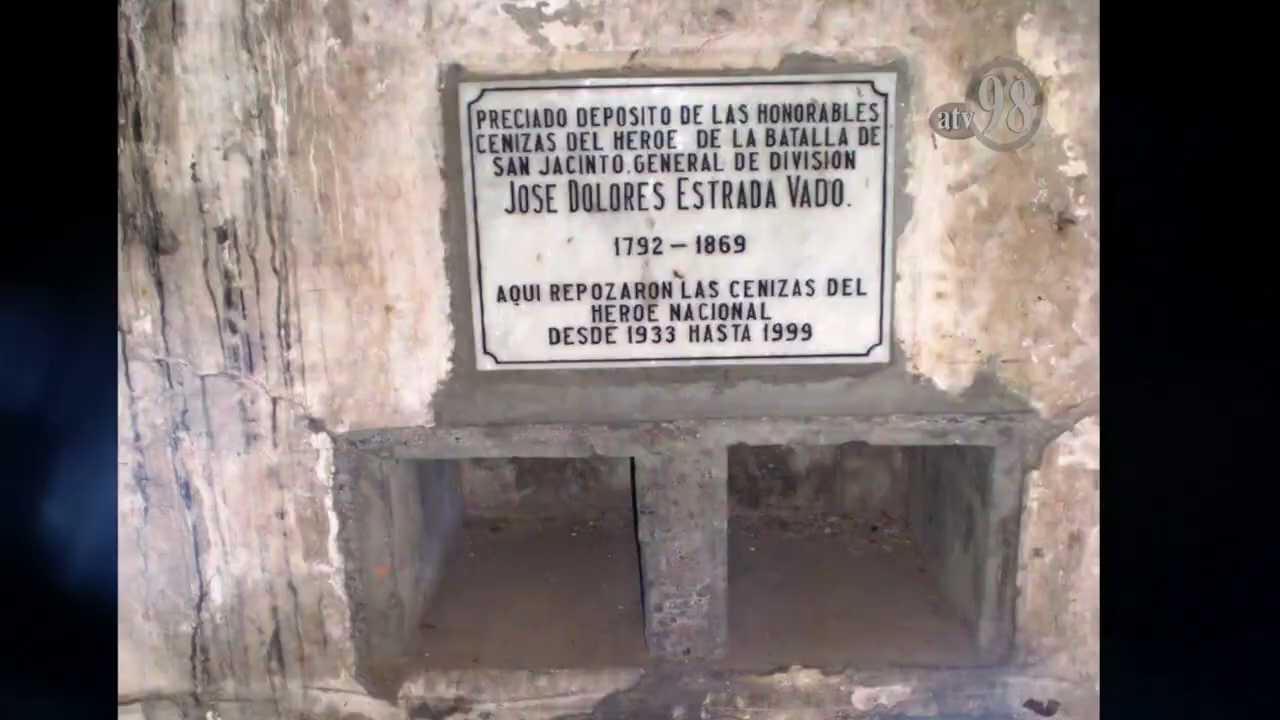 PRECIADO DEPOSITO DE LAS HONORABLES
CENIZAS DEL HEROE DE LA BATALLA DE
SAN JACINTO, GENERAL DE DIVISION
JOSE DOLORES ESTRADA VADO.
1792 — 1869
AQUI REPOZARON LAS CENIZAS DEL
HEROE NACIONAL
DESDE 1933 HASTA 1999
atv 98